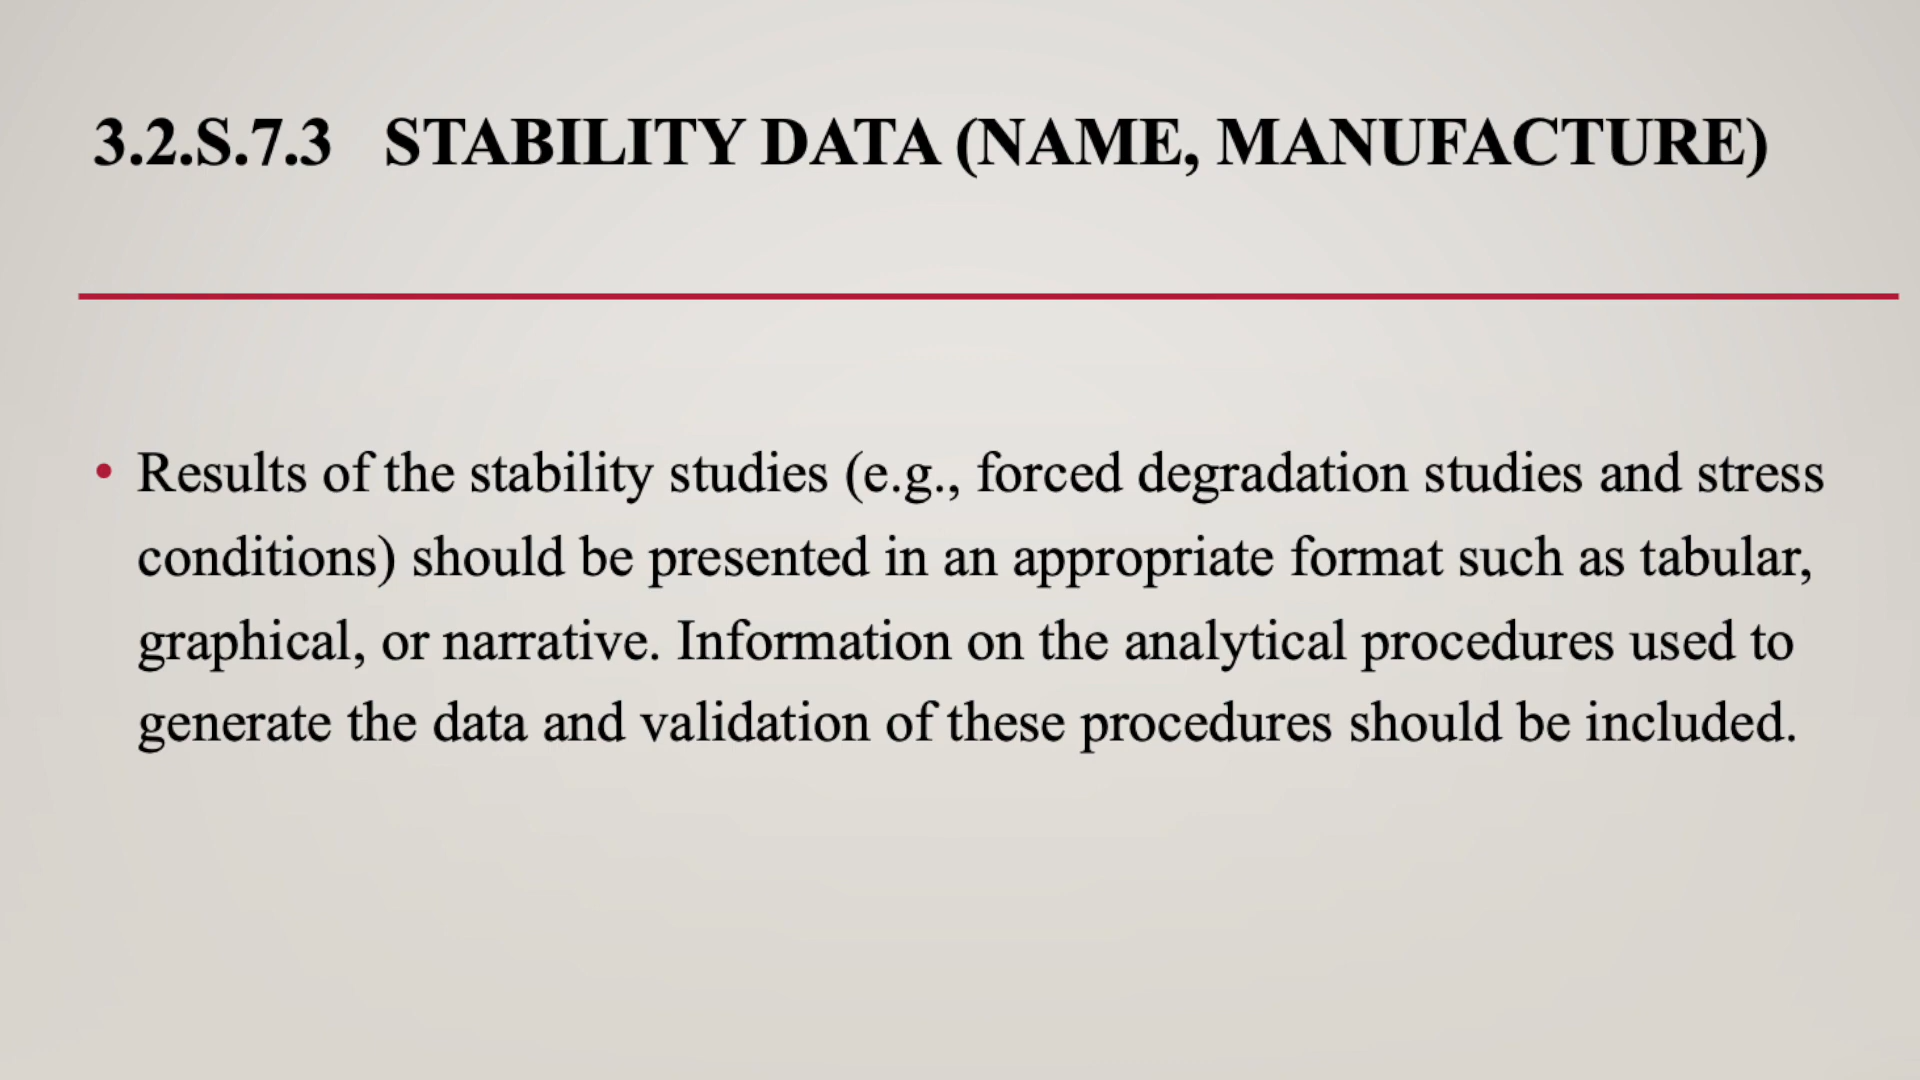 3.2.S.7.3 STABILITY DATA (NAME, MANUFACTURE)
• Results of the stability studies (e.g., forced degradation studies and stress
conditions) should be presented in an appropriate format such as tabular,
graphical, or narrative. Information on the analytical procedures used to
generate the data and validation of these procedures should be included.